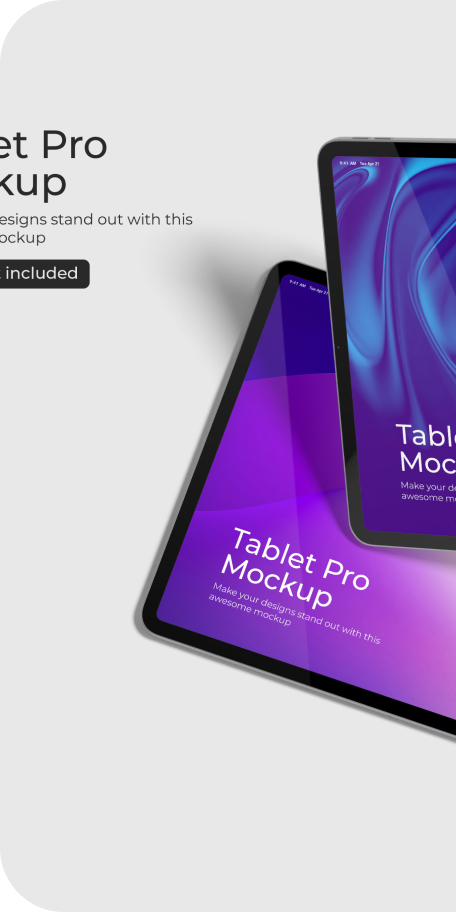 et Pro
kup
esigns stand out with this
ockup
t included
9:41 AM Tue Apr 21
Tabl
Moc
Make your de
awesome mo
9:41 AM Tue Apr 21
Tablet Pro
Mockup
Make your designs stand out with this
awesome mockup